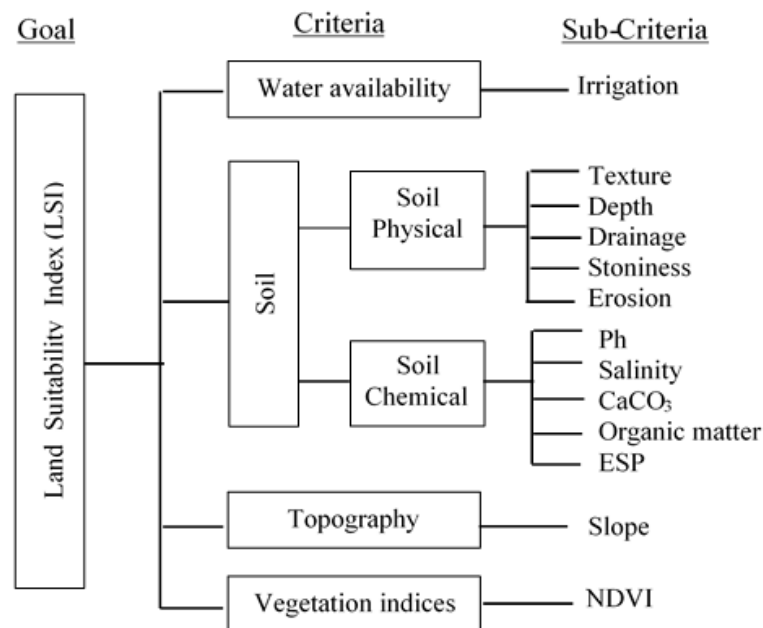 Goal
Criteria
Sub-Criteria
Land Suitability Index (LSI)
Water availability
Irrigation
Soil
Soil
Physical
Texture
Depth
Drainage
Stoniness
Erosion
Soil
Chemical
Ph
Salinity
CaCO₃
Organic matter
ESP
Topography
Slope
Vegetation indices
NDVI